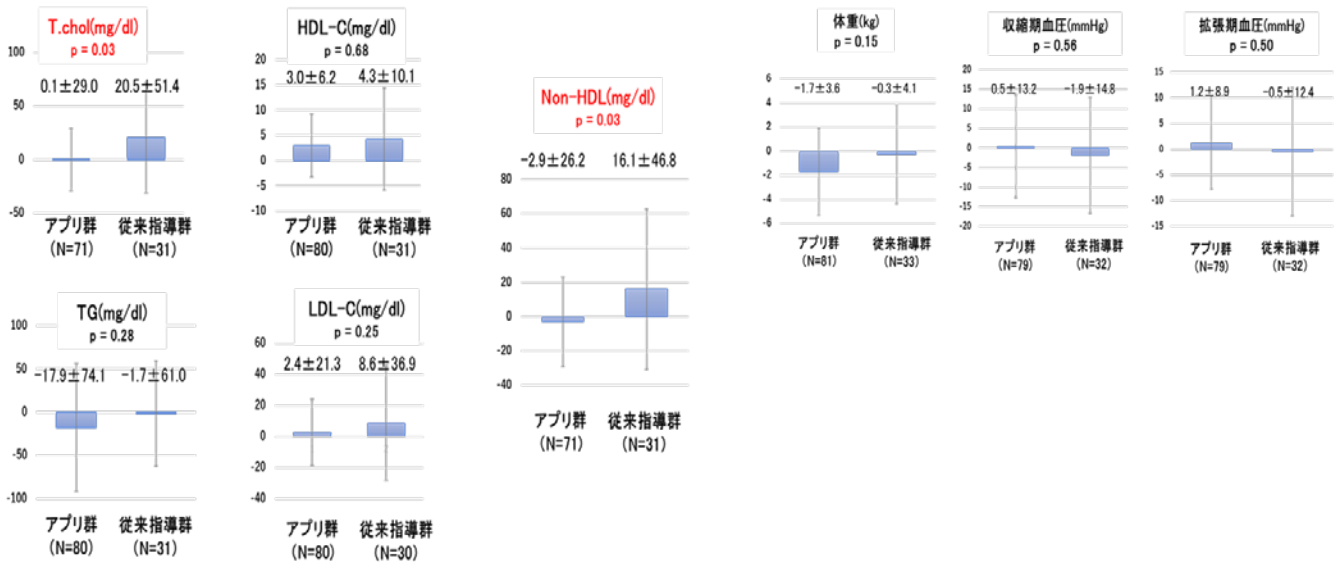 T.chol(mg/dl)
p = 0.03
0.1±29.0 20.5±51.4
100
50
0
-50
アプリ群 従来指導群
(N=71) (N=31)
HDL-C(mg/dl)
p = 0.68
3.0±6.2 4.3±10.1
20
15
10
5
0
-5
-10
アプリ群 従来指導群
(N=80) (N=31)
TG(mg/dl)
p = 0.28
-17.9±74.1 -1.7±61.0
100
50
0
-50
-100
アプリ群 従来指導群
(N=80) (N=31)
LDL-C(mg/dl)
p = 0.25
2.4±21.3 8.6±36.9
60
40
20
0
-20
-40
アプリ群 従来指導群
(N=80) (N=30)
Non-HDL(mg/dl)
p = 0.03
-2.9±26.2 16.1±46.8
80
60
40
20
0
-20
-40
アプリ群 従来指導群
(N=71) (N=31)
体重(kg)
p = 0.15
-1.7±3.6 -0.3±4.1
6
4
2
0
-2
-4
-6
アプリ群 従来指導群
(N=81) (N=33)
収縮期血圧(mmHg)
p = 0.56
0.5±13.2 -1.9±14.8
20
15
10
5
0
-5
-10
-15
-20
アプリ群 従来指導群
(N=79) (N=32)
拡張期血圧(mmHg)
p = 0.50
1.2±8.9 -0.5±12.4
15
10
5
0
-5
-10
-15
アプリ群 従来指導群
(N=79) (N=32)